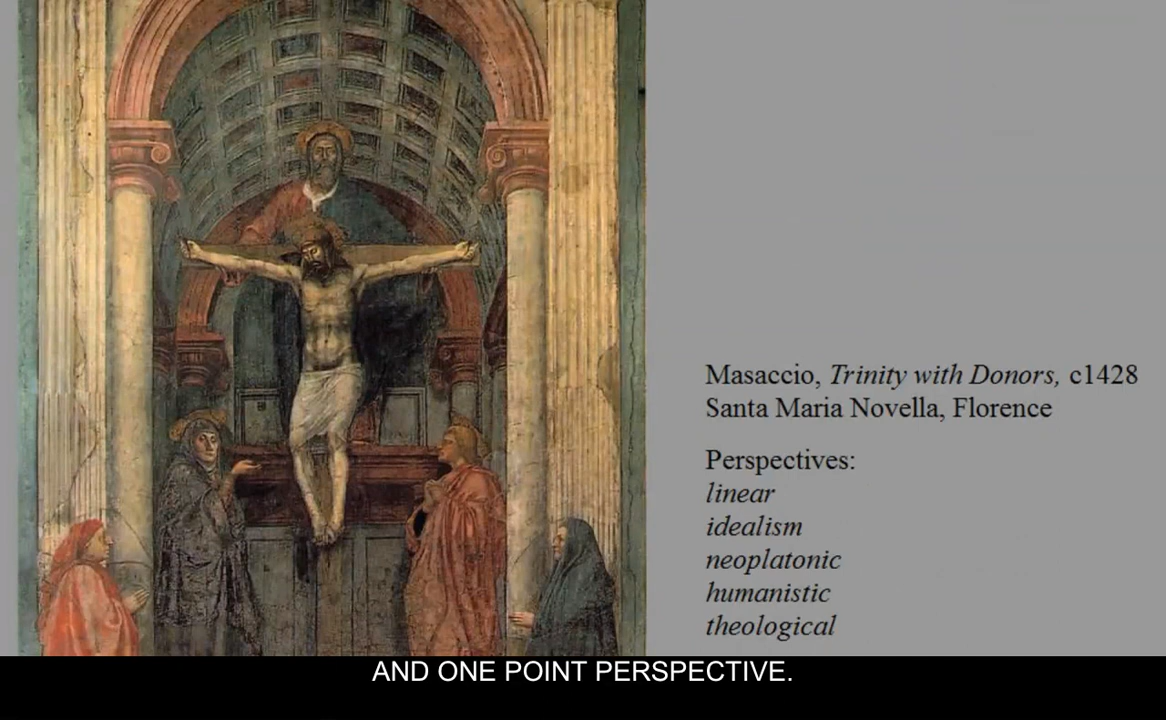 Masaccio, Trinity with Donors, c1428
Santa Maria Novella, Florence
Perspectives:
linear
idealism
neoplatonic
humanistic
theological
AND ONE POINT PERSPECTIVE.